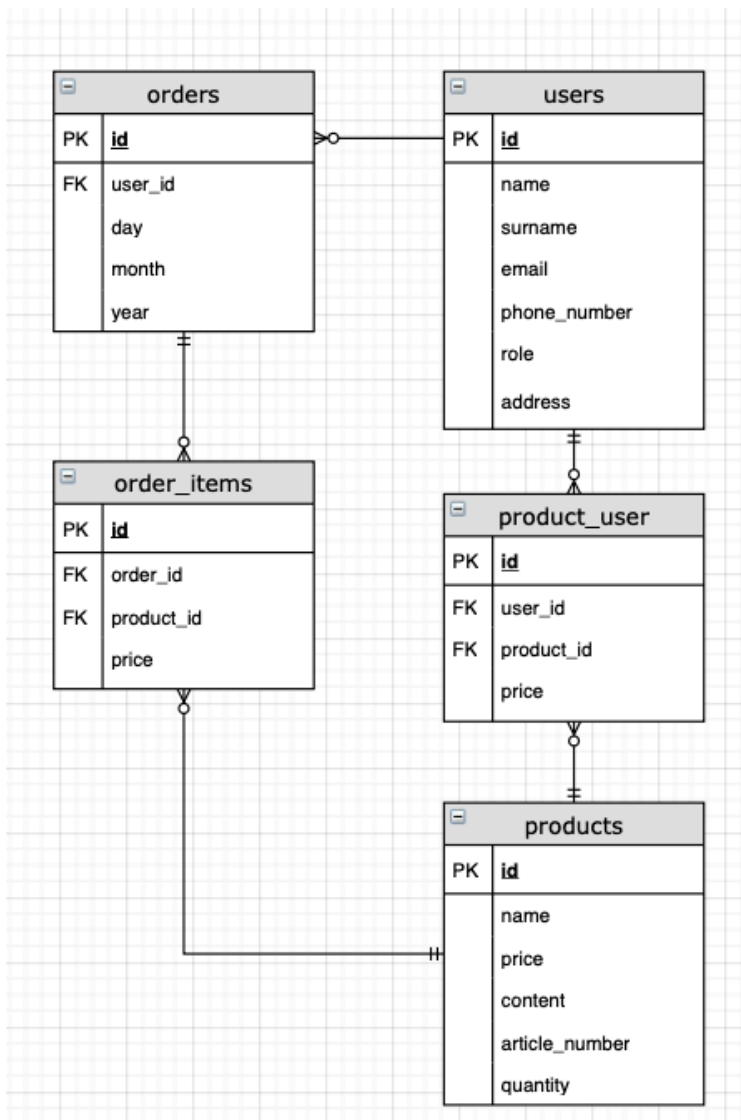 orders
PK id
FK user_id
day
month
year
users
PK id
name
surname
email
phone_number
role
address
order_items
PK id
FK order_id
FK product_id
price
product_user
PK id
FK user_id
FK product_id
price
products
PK id
name
price
content
article_number
quantity